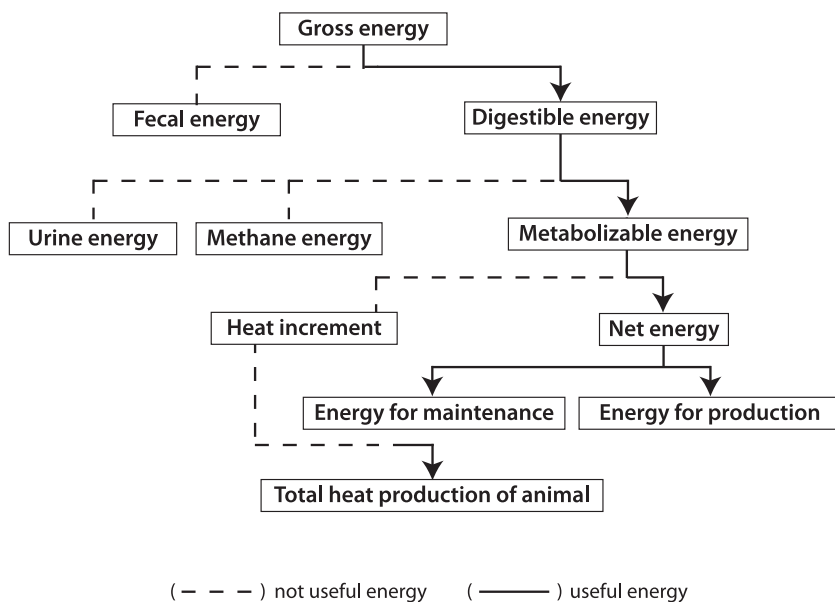 Gross energy
Fecal energy
Digestible energy
Urine energy
Methane energy
Metabolizable energy
Heat increment
Net energy
Energy for maintenance
Energy for production
Total heat production of animal
( – – – ) not useful energy
( —— ) useful energy